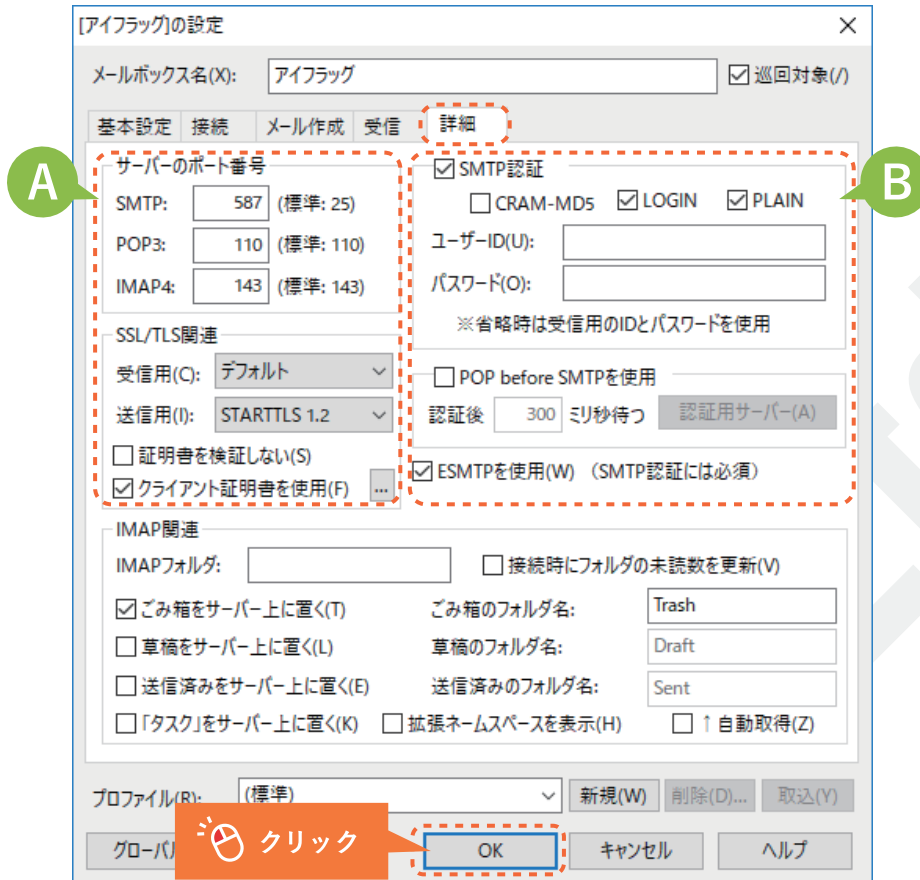 [アイフラッグ]の設定
メールボックス名(X): アイフラッグ 巡回対象(/)
基本設定 接続 メール作成 受信 詳細
A
B
サーバーのポート番号
SMTP: 587 (標準: 25)
POP3: 110 (標準: 110)
IMAP4: 143 (標準: 143)
SSL/TLS関連
受信用(C): デフォルト
送信用(I): STARTTLS 1.2
証明書を検証しない(S)
クライアント証明書を使用(F) ...
SMTP認証
CRAM-MD5 LOGIN PLAIN
ユーザーID(U):
パスワード(O):
※省略時は受信用のIDとパスワードを使用
POP before SMTPを使用
認証後 300 ミリ秒待つ 認証用サーバー(A)
ESMTPを使用(W) (SMTP認証には必須)
IMAP関連
IMAPフォルダ: 接続時にフォルダの未読数を更新(V)
ごみ箱をサーバー上に置く(T) ごみ箱のフォルダ名: Trash
草稿をサーバー上に置く(L) 草稿のフォルダ名: Draft
送信済みをサーバー上に置く(E) 送信済みのフォルダ名: Sent
「タスク」をサーバー上に置く(K) 拡張ネームスペースを表示(H) ↑自動取得(Z)
プロファイル(R): (標準) 新規(W) 削除(D)... 取込(Y)
グローバル クリック OK キャンセル ヘルプ